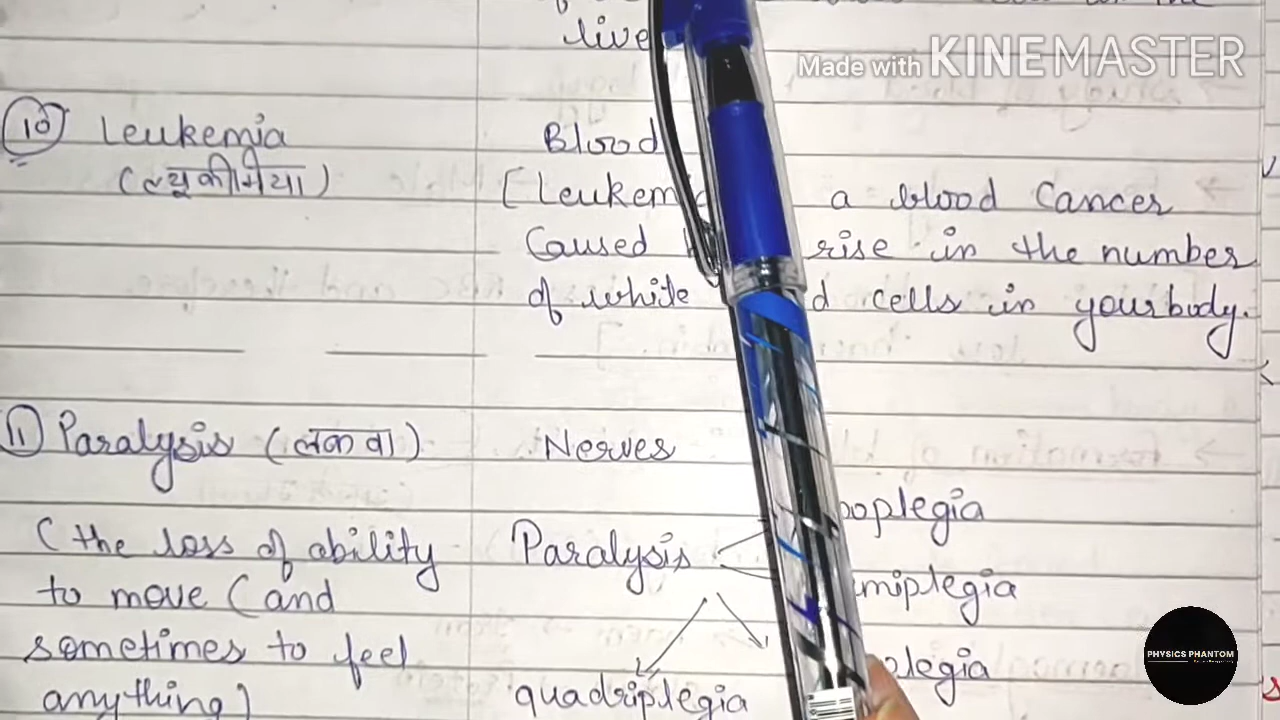 live
Made with KINEMASTER
10 Leukemia
Blood
(ल्यूकीमिया)
[Leukem a blood Cancer
Caused rise in the number
of white d cells in your body.
11 Paralysis (लकवा)
Nerves
oplegia
(the loss of ability
Paralysis
to move (and
miplegia
sometimes to feel
plegia
anything)
quadriplegia
PHYSICS PHANTOM